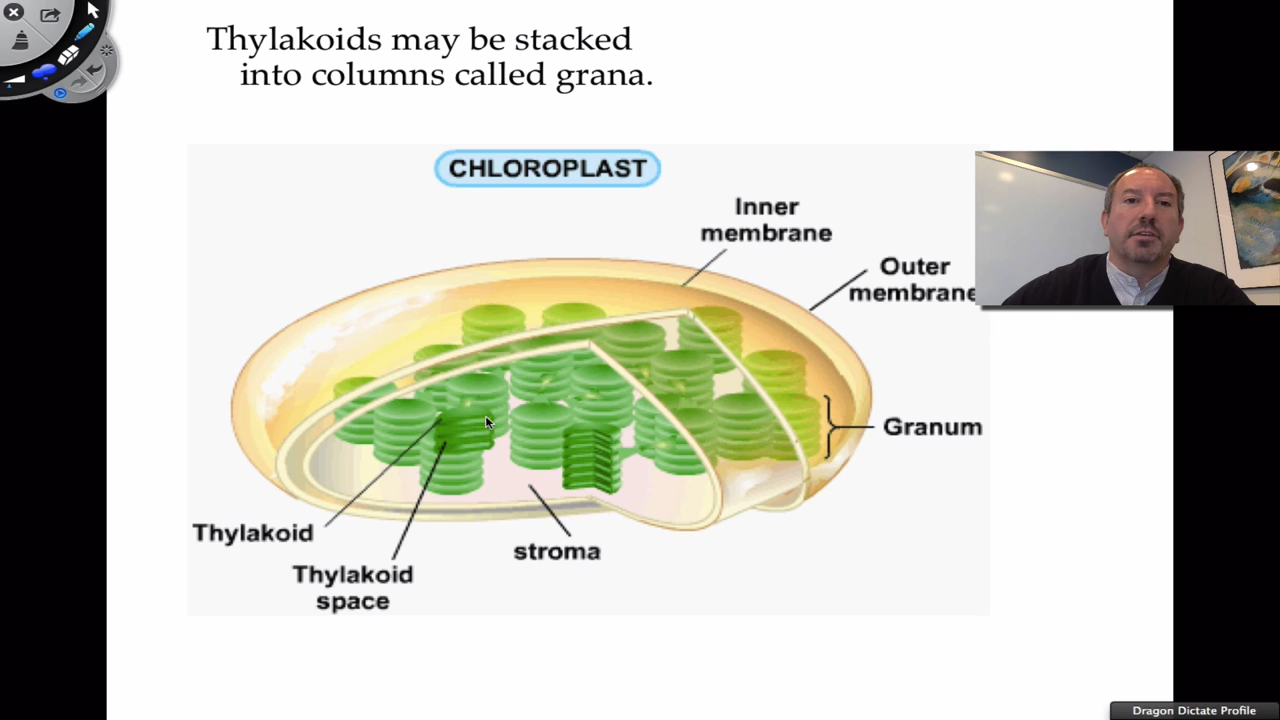 Thylakoids may be stacked
into columns called grana.
CHLOROPLAST
Inner
membrane
Outer
membrane
Granum
Thylakoid
Thylakoid
space
stroma
Dragon Dictate Profile